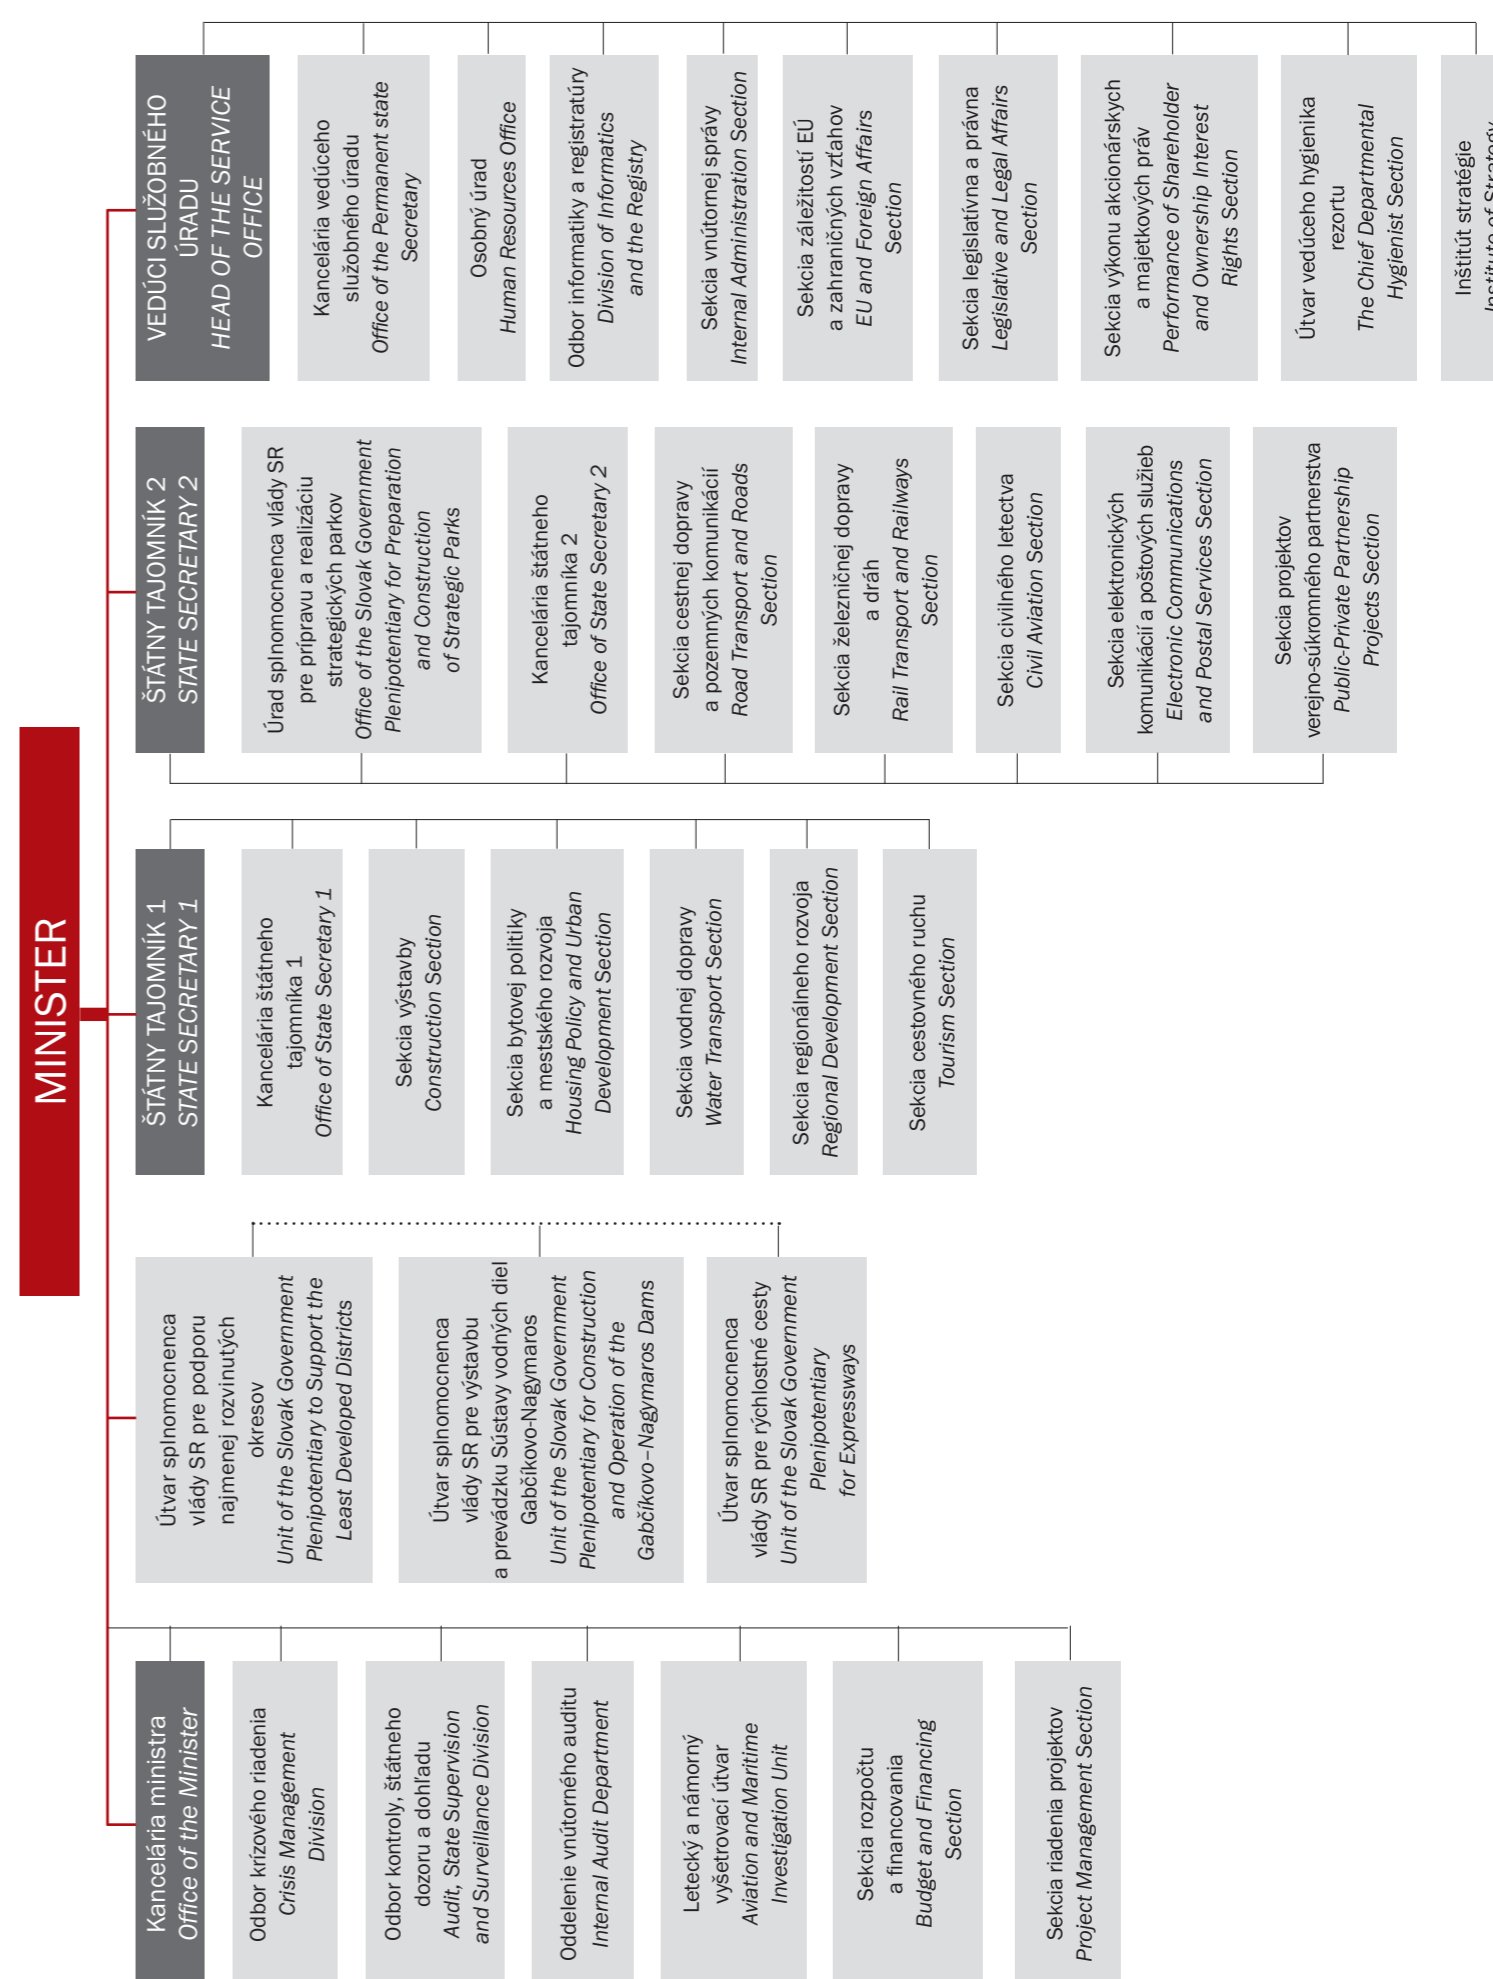 MINISTER
Kancelária ministra
Office of the Minister
Odbor krízového riadenia
Crisis Management
Division
Odbor kontroly, štátneho
dozoru a dohľadu
Audit, State Supervision
and Surveillance Division
Oddelenie vnútorného auditu
Internal Audit Department
Letecký a námorný
vyšetrovací útvar
Aviation and Maritime
Investigation Unit
Sekcia rozpočtu
a financovania
Budget and Financing
Section
Sekcia riadenia projektov
Project Management Section
Útvar splnomocnenca
vlády SR pre podporu
najmenej rozvinutých
okresov
Unit of the Slovak Government
Plenipotentiary to Support the
Least Developed Districts
Útvar splnomocnenca
vlády SR pre výstavbu
a prevádzku Sústavy vodných diel
Gabčíkovo-Nagymaros
Unit of the Slovak Government
Plenipotentiary for Construction
and Operation of the
Gabčíkovo–Nagymaros Dams
Útvar splnomocnenca
vlády SR pre rýchlostné cesty
Unit of the Slovak Government
Plenipotentiary
for Expressways
ŠTÁTNY TAJOMNÍK 1
STATE SECRETARY 1
Kancelária štátneho
tajomníka 1
Office of State Secretary 1
Sekcia výstavby
Construction Section
Sekcia bytovej politiky
a mestského rozvoja
Housing Policy and Urban
Development Section
Sekcia vodnej dopravy
Water Transport Section
Sekcia regionálneho rozvoja
Regional Development Section
Sekcia cestovného ruchu
Tourism Section
ŠTÁTNY TAJOMNÍK 2
STATE SECRETARY 2
Úrad splnomocnenca vlády SR
pre prípravu a realizáciu
strategických parkov
Office of the Slovak Government
Plenipotentiary for Preparation
and Construction
of Strategic Parks
Kancelária štátneho
tajomníka 2
Office of State Secretary 2
Sekcia cestnej dopravy
a pozemných komunikácií
Road Transport and Roads
Section
Sekcia železničnej dopravy
a dráh
Rail Transport and Railways
Section
Sekcia civilného letectva
Civil Aviation Section
Sekcia elektronických
komunikácií a poštových služieb
Electronic Communications
and Postal Services Section
Sekcia projektov
verejno-súkromného partnerstva
Public-Private Partnership
Projects Section
VEDÚCI SLUŽOBNÉHO
ÚRADU
HEAD OF THE SERVICE
OFFICE
Kancelária vedúceho
služobného úradu
Office of the Permanent state
Secretary
Osobný úrad
Human Resources Office
Odbor informatiky a registratúry
Division of Informatics
and the Registry
Sekcia vnútornej správy
Internal Administration Section
Sekcia záležitostí EÚ
a zahraničných vzťahov
EU and Foreign Affairs
Section
Sekcia legislatívna a právna
Legislative and Legal Affairs
Section
Sekcia výkonu akcionárskych
a majetkových práv
Performance of Shareholder
and Ownership Interest
Rights Section
Útvar vedúceho hygienika
rezortu
The Chief Departmental
Hygienist Section
Inštitút stratégie
Institute of Strategy